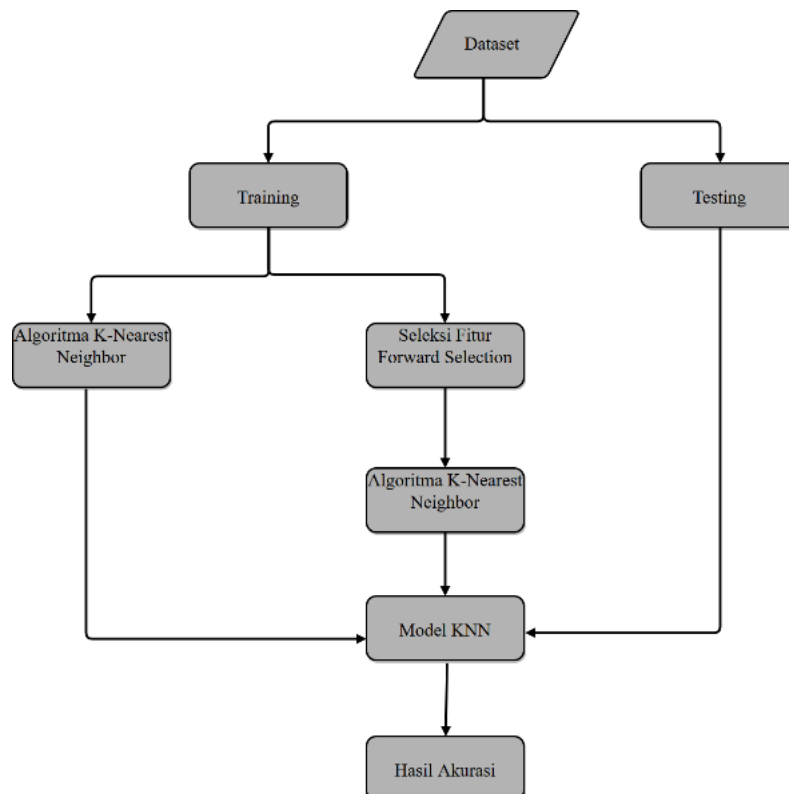 Dataset
Training
Testing
Algoritma K-Nearest
Neighbor
Seleksi Fitur
Forward Selection
Algoritma K-Nearest
Neighbor
Model KNN
Hasil Akurasi